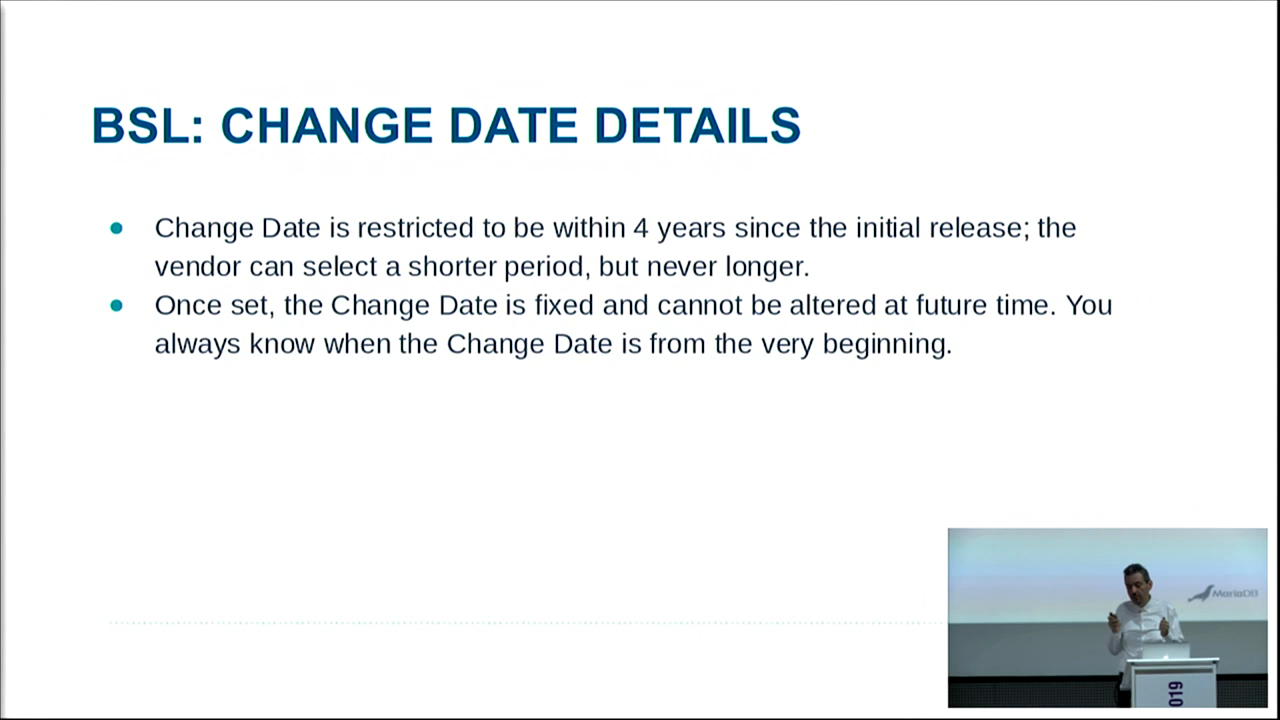 BSL: CHANGE DATE DETAILS
Change Date is restricted to be within 4 years since the initial release; the
vendor can select a shorter period, but never longer.
Once set, the Change Date is fixed and cannot be altered at future time. You
always know when the Change Date is from the very beginning.
MariaDB
019